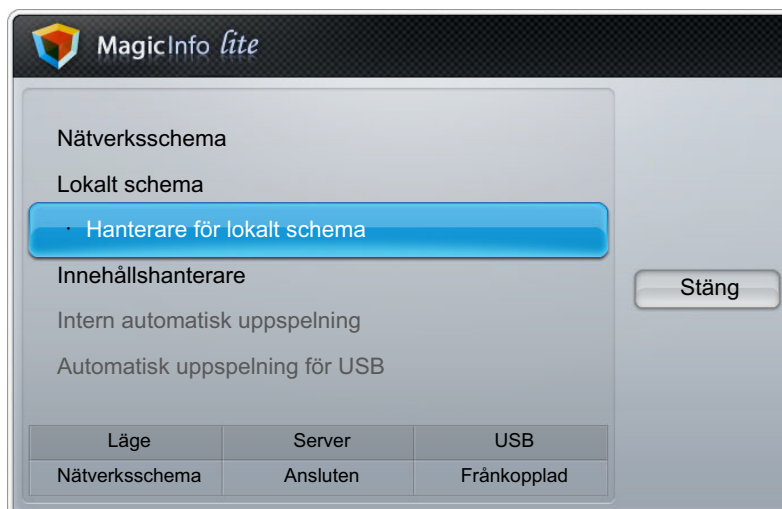 MagicInfo lite
Nätverksschema
Lokalt schema
· Hanterare för lokalt schema
Innehållshanterare
Intern automatisk uppspelning
Automatisk uppspelning för USB
Stäng
Läge Server USB
Nätverksschema Ansluten Frånkopplad